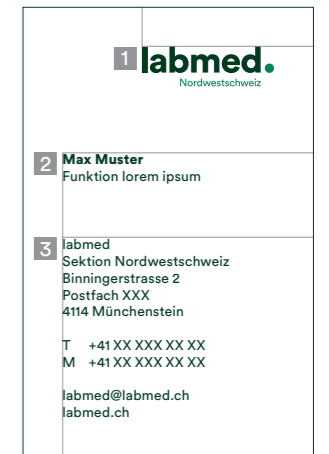 1
labmed.
Nordwestschweiz
2
Max Muster
Funktion lorem ipsum
3
labmed
Sektion Nordwestschweiz
Binningerstrasse 2
Postfach XXX
4114 Münchenstein
T +41 XX XXX XX XX
M +41 XX XXX XX XX
labmed@labmed.ch
labmed.ch